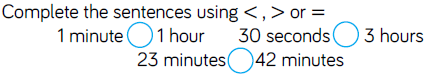 Complete the sentences using < , > or =
1 minute 1 hour 30 seconds 3 hours
23 minutes 42 minutes